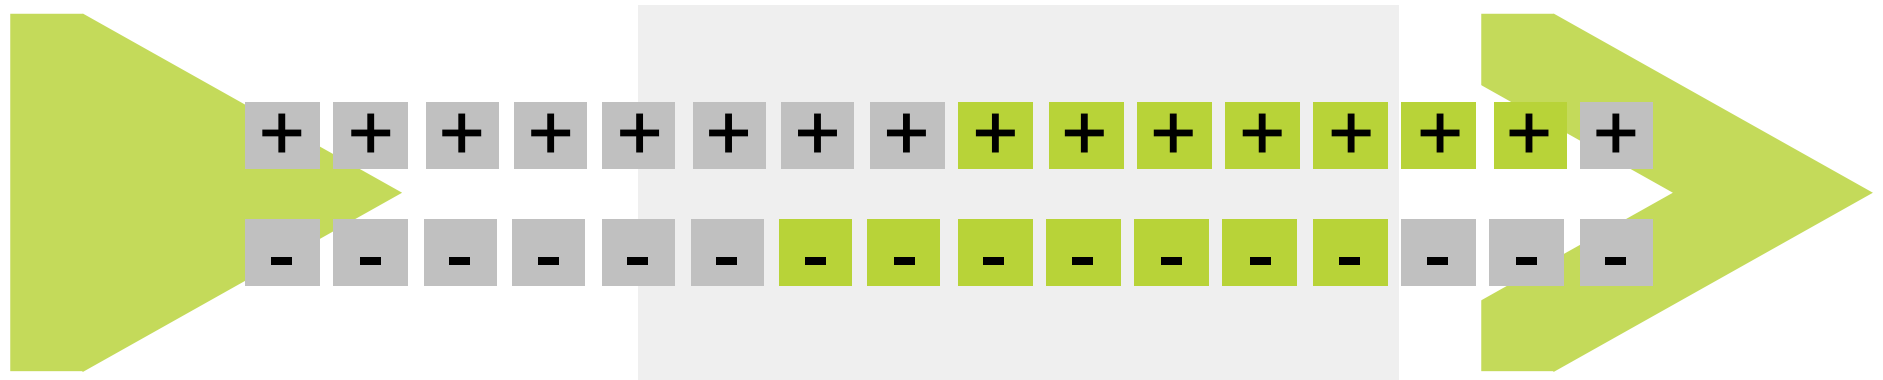 + + + + + + + + + + + + + + + +
- - - - - - - - - - - - - - - -